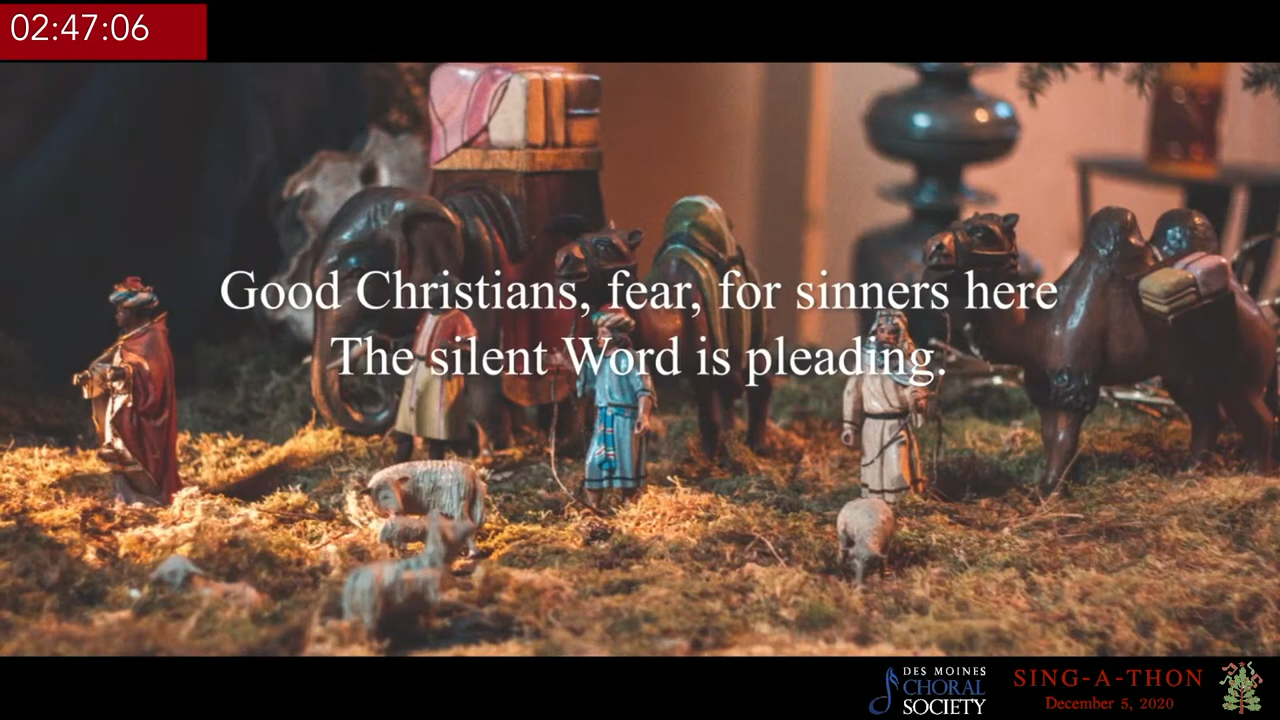 02:47:06
Good Christians, fear, for sinners here
The silent Word is pleading.
DES MOINES
CHORAL
SOCIETY
SING-A-THON
December 5, 2020